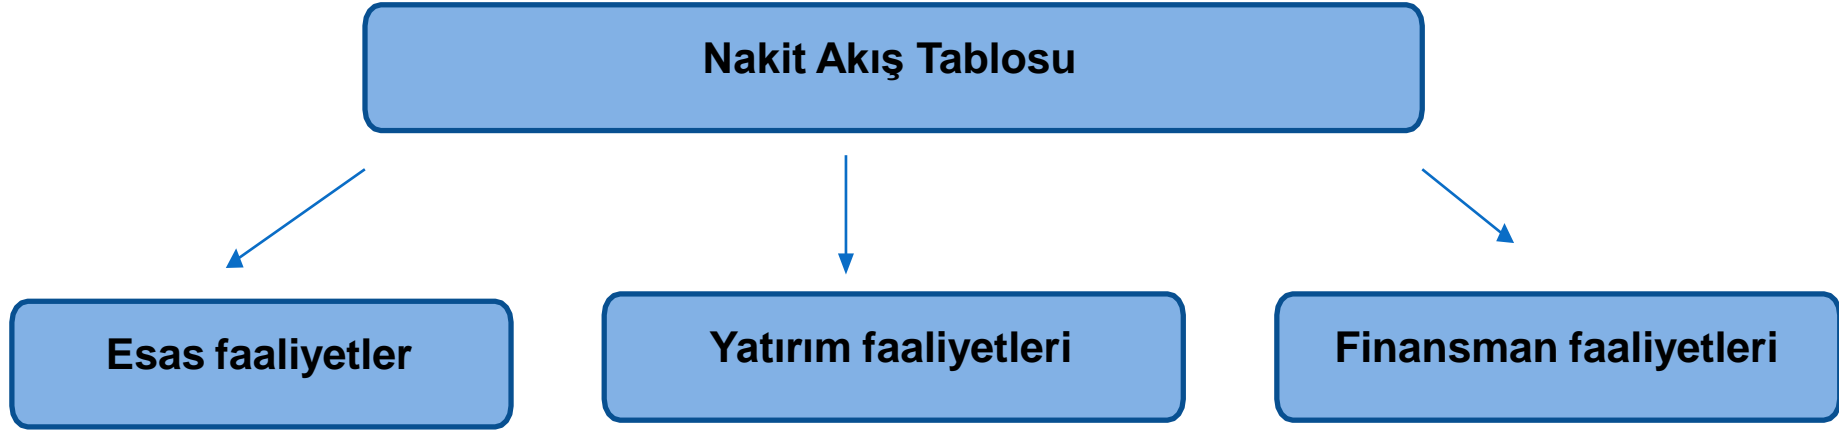 Nakit Akış Tablosu
Esas faaliyetler
Yatırım faaliyetleri
Finansman faaliyetleri